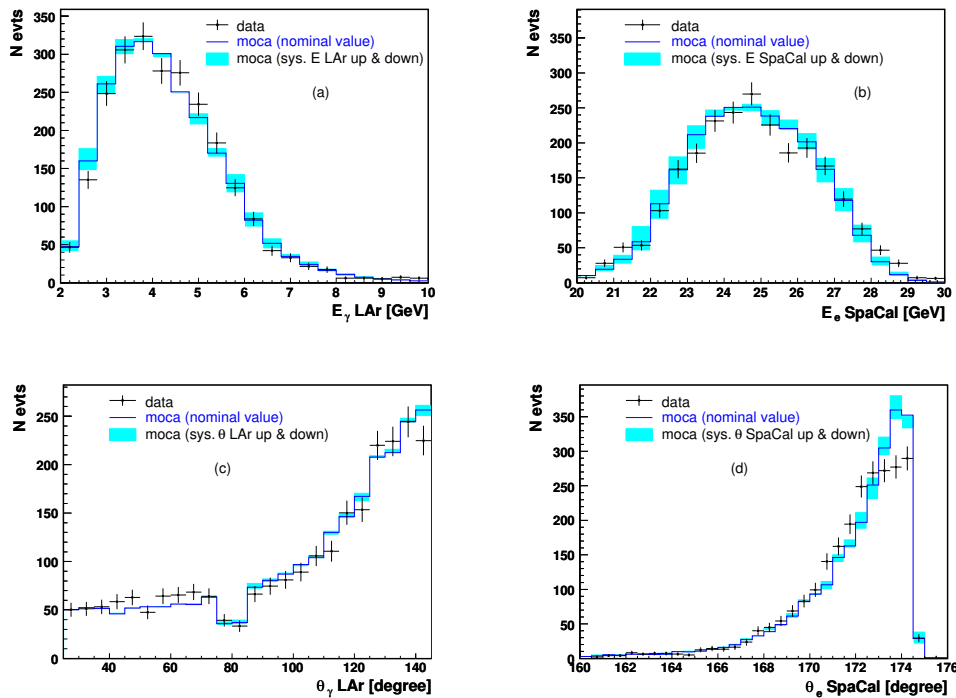 N evts
350
300
250
200
150
100
50
0
data
moca (nominal value)
moca (sys. E LAr up & down)
(a)
2 3 4 5 6 7 8 9 10
E_γ LAr [GeV]
N evts
400
350
300
250
200
150
100
50
0
data
moca (nominal value)
moca (sys. E SpaCal up & down)
(b)
20 21 22 23 24 25 26 27 28 29 30
E_e SpaCal [GeV]
N evts
250
200
150
100
50
0
data
moca (nominal value)
moca (sys. θ LAr up & down)
(c)
40 60 80 100 120 140
θ_γ LAr [degree]
N evts
350
300
250
200
150
100
50
0
data
moca (nominal value)
moca (sys. θ SpaCal up & down)
(d)
160 162 164 166 168 170 172 174 176
θ_e SpaCal [degree]